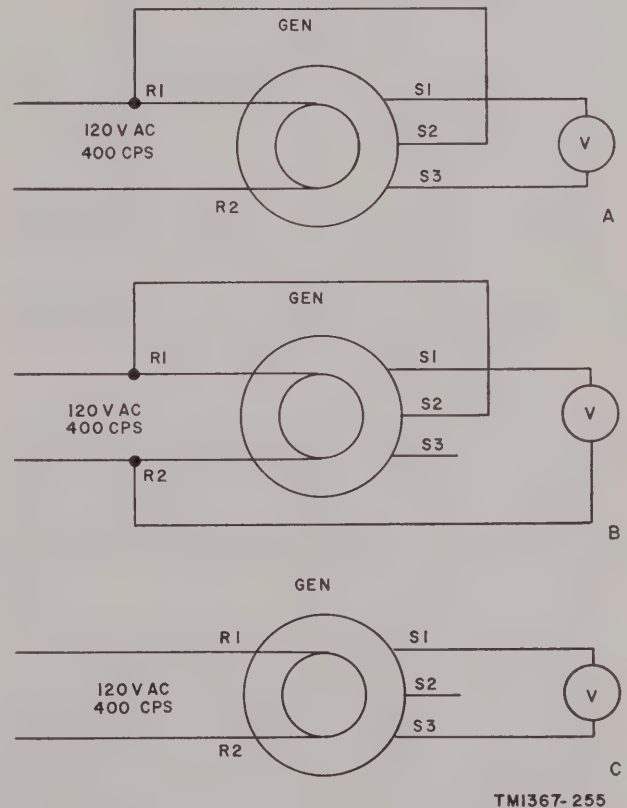 GEN
R1
S1
120 V AC
400 CPS
S2
V
S3
R2
A
GEN
R1
S1
120 V AC
400 CPS
S2
V
S3
R2
B
GEN
R1
S1
120 V AC
400 CPS
S2
V
S3
R2
C
TM1367-255